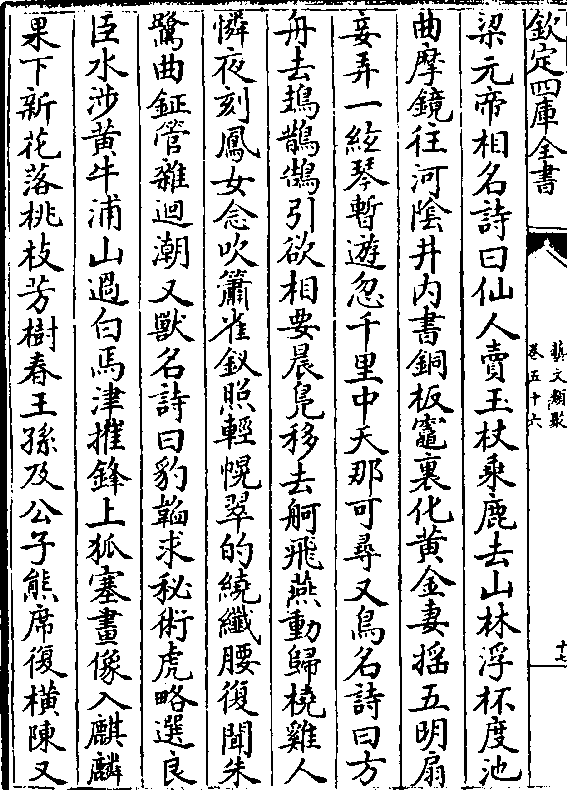 欽定四庫全書
藝文類聚
卷五十六
十七
梁元帝相名詩曰仙人賣玉杖乘鹿去山林浮杯度池
曲摩鏡往河陰井内書銅板竈裏化黄金妻揺五明扇
妾弄一絃琴暫遊忽千里中天那可尋又鳥名詩曰方
舟去鳷鵲鵠引欲相要晨鳬移去舸飛燕動歸橈雞人
憐夜刻鳳女念吹簫雀釵照輕幌翠的繞纖腰復聞朱
鷺曲鉦管雜迴潮又獸名詩曰豹韜求秘術虎略選良
臣水涉黄牛浦山過白馬津摧鋒上狐塞畫像入麒麟
果下新花落桃枝芳樹春王孫及公子熊席復横陳又